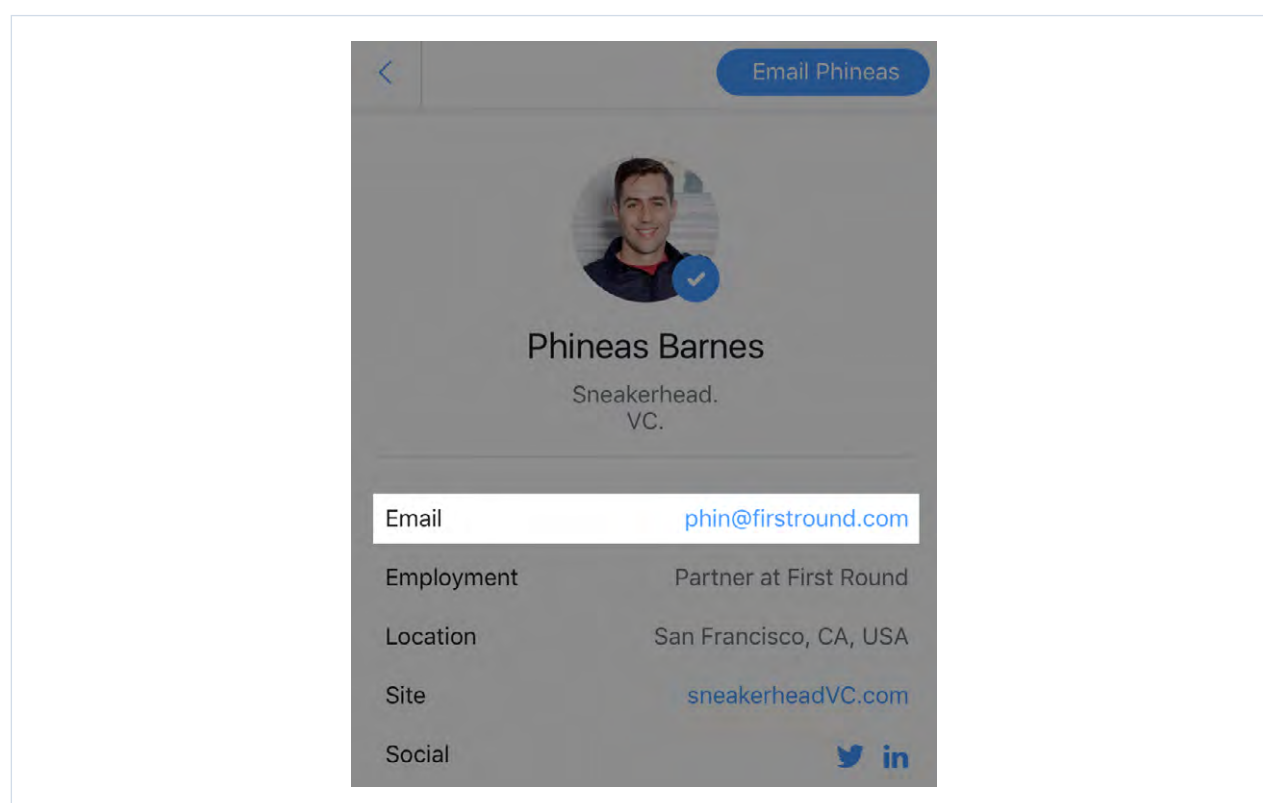 Email Phineas
Phineas Barnes
Sneakerhead.
VC.
Email phin@firstround.com
Employment Partner at First Round
Location San Francisco, CA, USA
Site sneakerheadVC.com
Social in